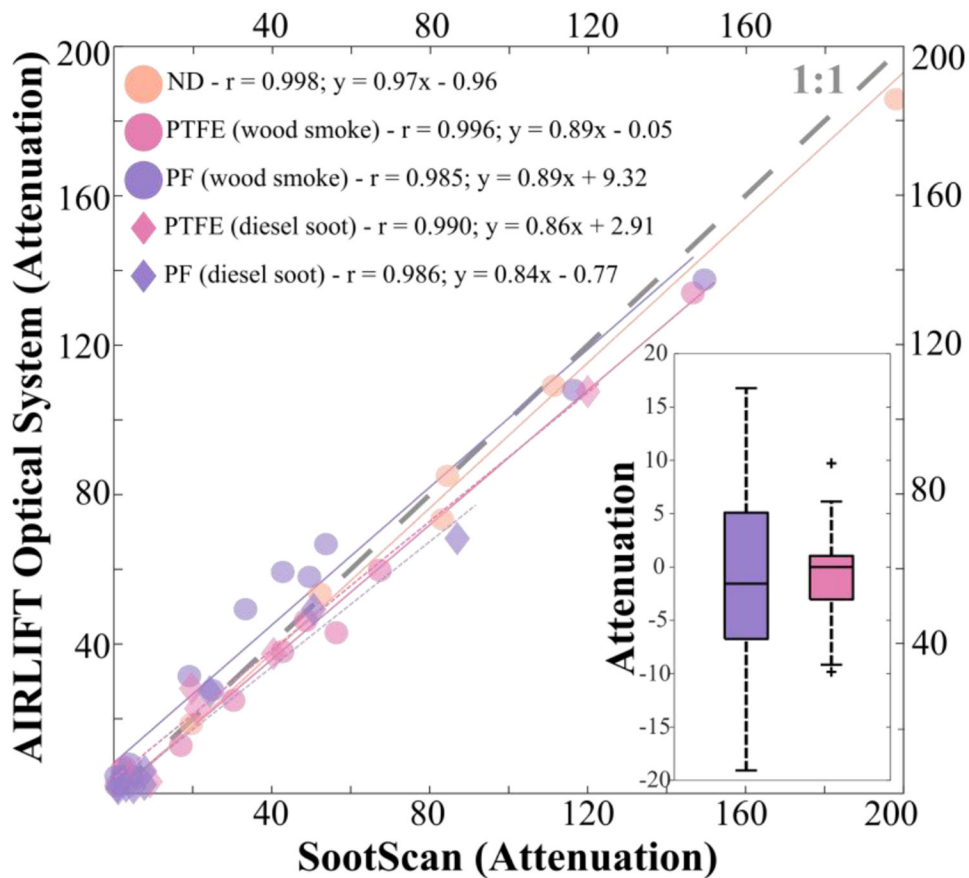 40 80 120 160
200 200
1:1
ND - r = 0.998; y = 0.97x - 0.96
PTFE (wood smoke) - r = 0.996; y = 0.89x - 0.05
PF (wood smoke) - r = 0.985; y = 0.89x + 9.32
PTFE (diesel soot) - r = 0.990; y = 0.86x + 2.91
PF (diesel soot) - r = 0.986; y = 0.84x - 0.77
160 160
120 120
80 80
40 40
AIRLIFT Optical System (Attenuation)
Attenuation
20
15
10
5
0
-5
-10
-15
-20
40 80 120 160 200
SootScan (Attenuation)